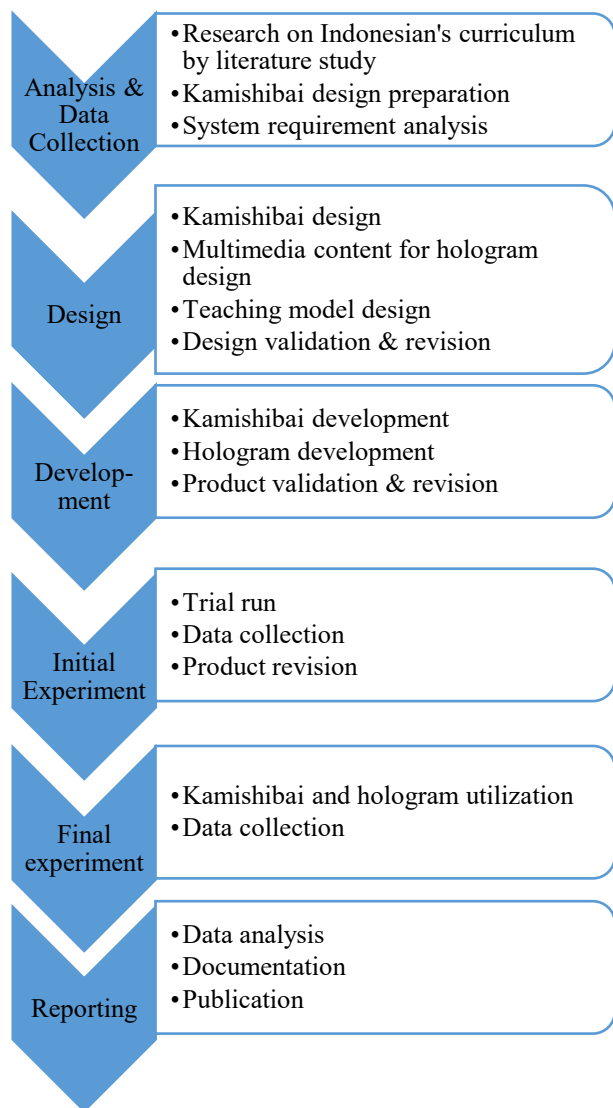 Analysis &
Data
Collection
•Research on Indonesian's curriculum
by literature study
•Kamishibai design preparation
•System requirement analysis
Design
•Kamishibai design
•Multimedia content for hologram
design
•Teaching model design
•Design validation & revision
Develop-
ment
•Kamishibai development
•Hologram development
•Product validation & revision
Initial
Experiment
•Trial run
•Data collection
•Product revision
Final
experiment
•Kamishibai and hologram utilization
•Data collection
Reporting
•Data analysis
•Documentation
•Publication